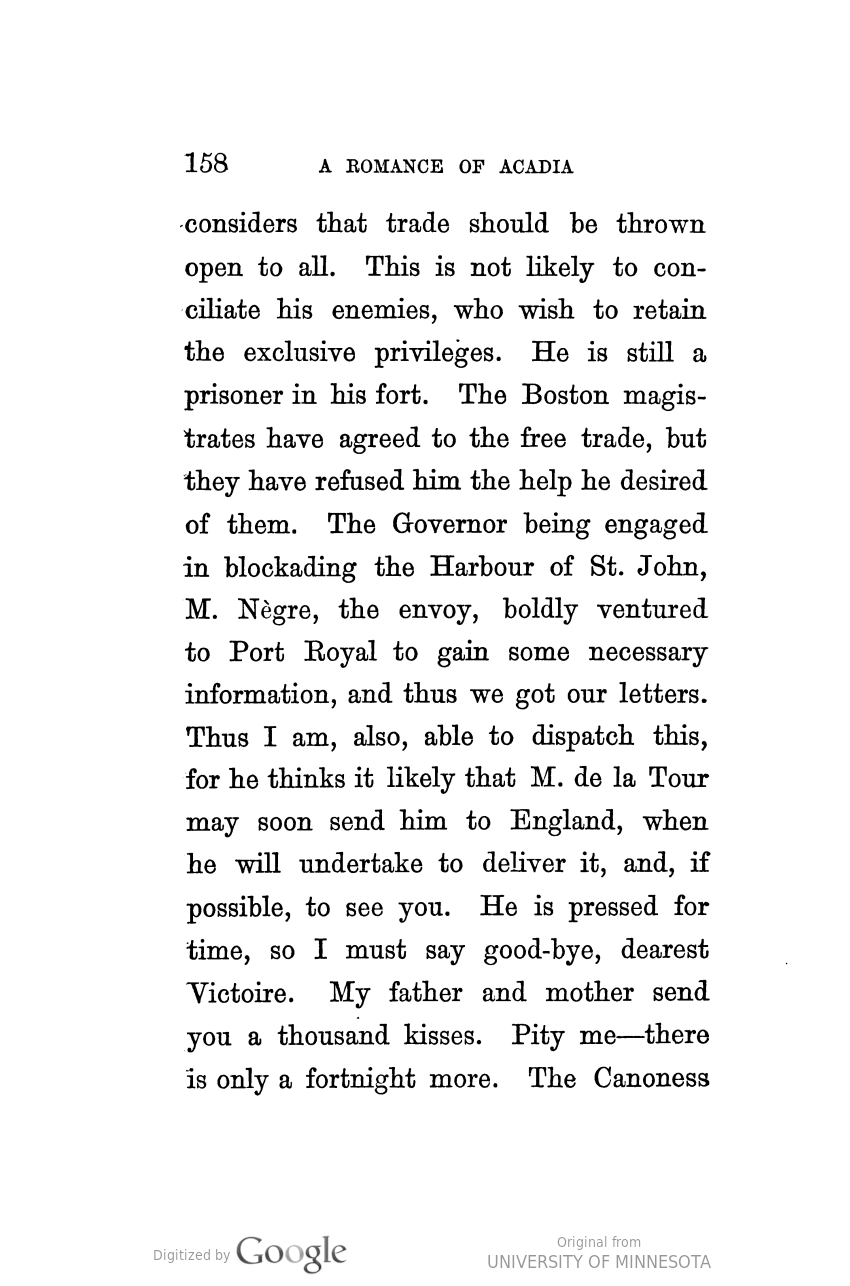 158 A ROMANCE OF ACADIA
considers that trade should be thrown
open to all. This is not likely to con-
ciliate his enemies, who wish to retain
the exclusive privileges. He is still a
prisoner in his fort. The Boston magis-
trates have agreed to the free trade, but
they have refused him the help he desired
of them. The Governor being engaged
in blockading the Harbour of St. John,
M. Nègre, the envoy, boldly ventured
to Port Royal to gain some necessary
information, and thus we got our letters.
Thus I am, also, able to dispatch this,
for he thinks it likely that M. de la Tour
may soon send him to England, when
he will undertake to deliver it, and, if
possible, to see you. He is pressed for
time, so I must say good-bye, dearest
Victoire. My father and mother send
you a thousand kisses. Pity me—there
is only a fortnight more. The Canoness
Digitized by Google
Original from
UNIVERSITY OF MINNESOTA